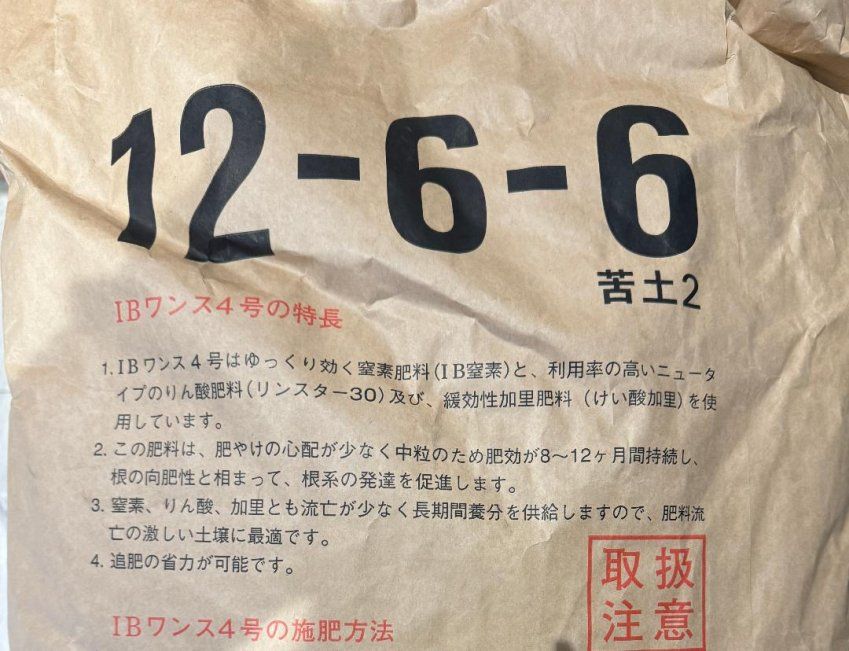 12-6-6
苦土2
IBワンス4号の特長
1. IBワンス4号はゆっくり効く窒素肥料(IB窒素)と、利用率の高いニュータ
イプのりん酸肥料(リンスター30)及び、緩効性加里肥料(けい酸加里)を使
用しています。
2. この肥料は、肥やけの心配が少なく中粒のため肥効が8〜12ヶ月間持続し、
根の向肥性と相まって、根系の発達を促進します。
3. 窒素、りん酸、加里とも流亡が少なく長期間養分を供給しますので、肥料流
亡の激しい土壌に最適です。
4. 追肥の省力が可能です。
取扱
注意
IBワンス4号の施肥方法